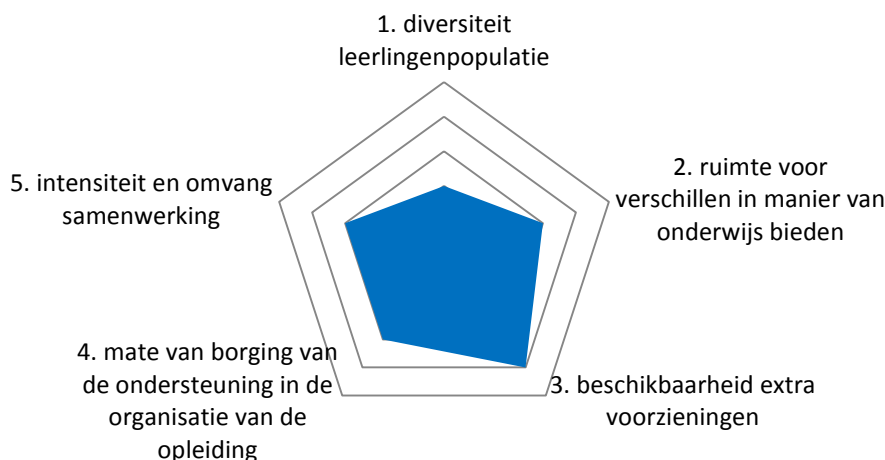 1. diversiteit
leerlingenpopulatie
2. ruimte voor
verschillen in manier van
onderwijs bieden
3. beschikbaarheid extra
voorzieningen
4. mate van borging van
de ondersteuning in de
organisatie van de
opleiding
5. intensiteit en omvang
samenwerking